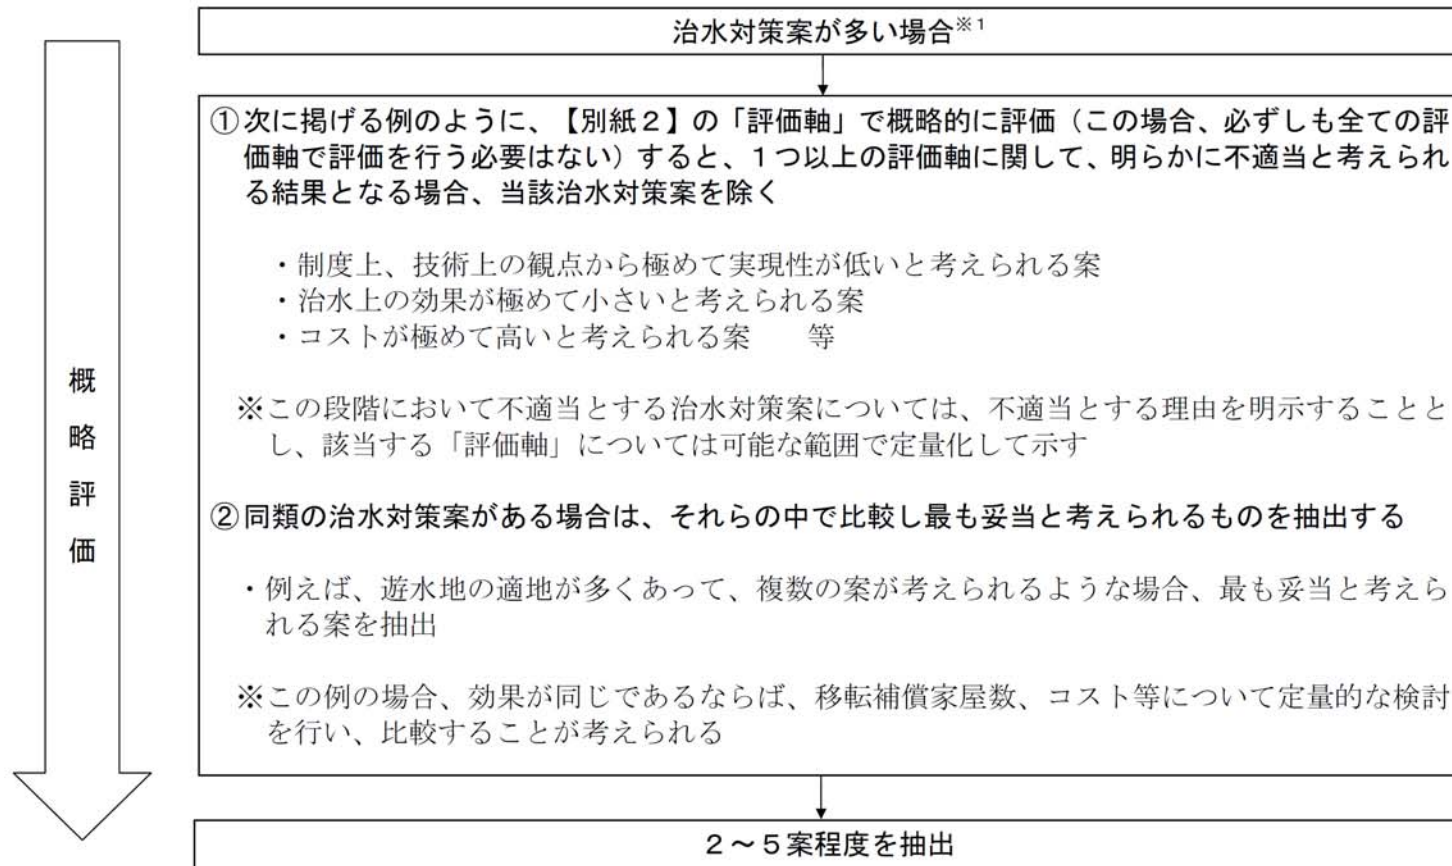 治水対策案が多い場合※1
①次に掲げる例のように、【別紙２】の「評価軸」で概略的に評価（この場合、必ずしも全ての評
価軸で評価を行う必要はない）すると、１つ以上の評価軸に関して、明らかに不適当と考えられ
る結果となる場合、当該治水対策案を除く
・制度上、技術上の観点から極めて実現性が低いと考えられる案
・治水上の効果が極めて小さいと考えられる案
・コストが極めて高いと考えられる案　　等
※この段階において不適当とする治水対策案については、不適当とする理由を明示することと
し、該当する「評価軸」については可能な範囲で定量化して示す
②同類の治水対策案がある場合は、それらの中で比較し最も妥当と考えられるものを抽出する
・例えば、遊水地の適地が多くあって、複数の案が考えられるような場合、最も妥当と考えら
れる案を抽出
※この例の場合、効果が同じであるならば、移転補償家屋数、コスト等について定量的な検討
を行い、比較することが考えられる
２～５案程度を抽出
概略評価